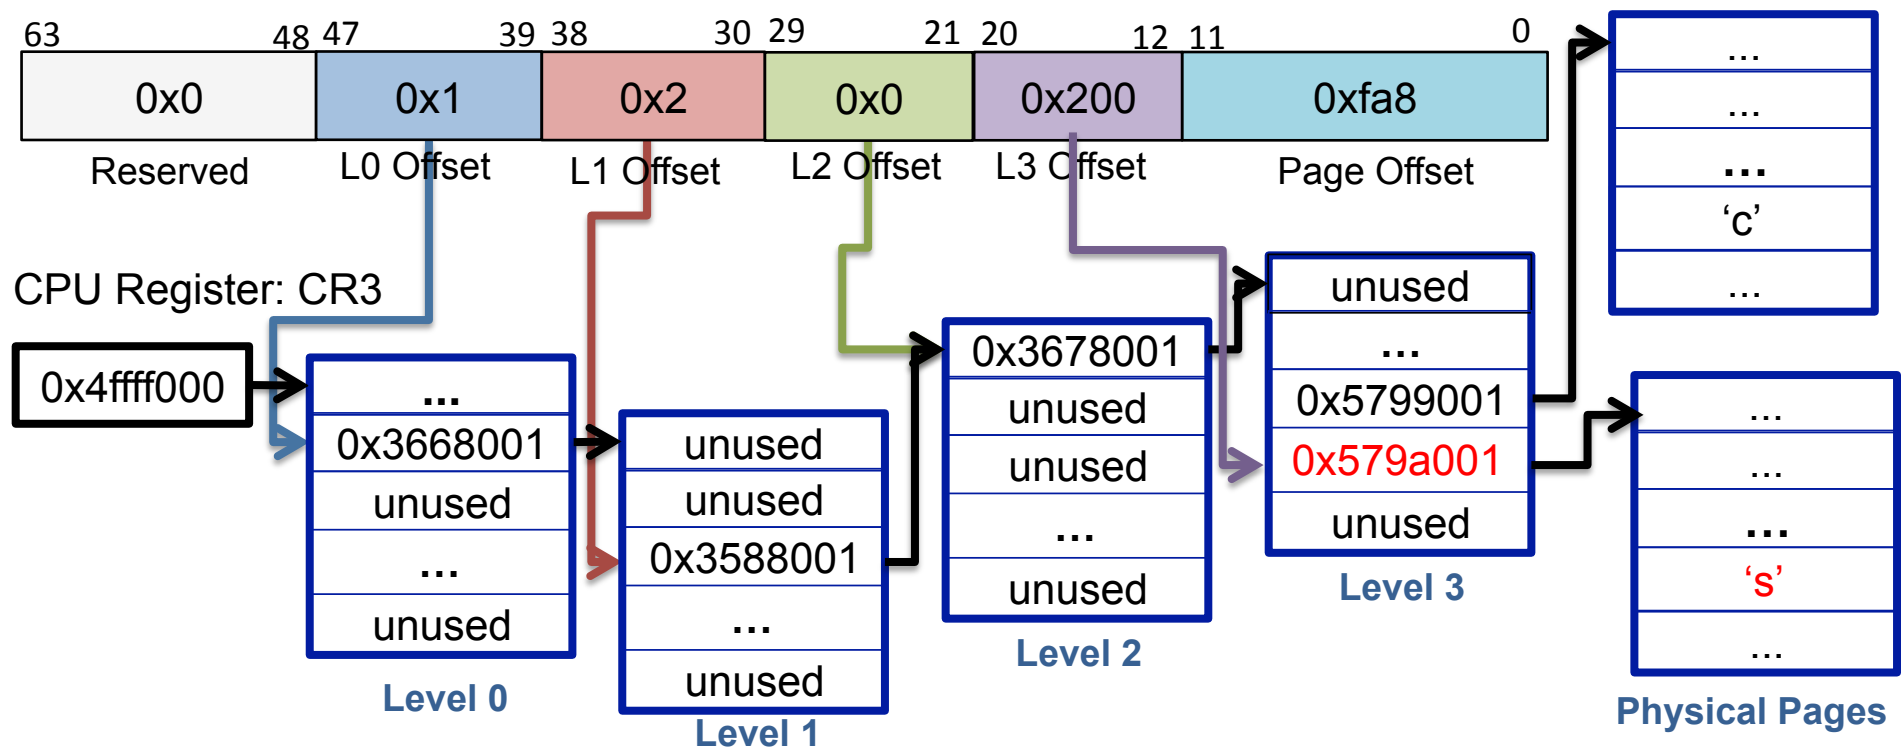 63 48 47 39 38 30 29 21 20 12 11 0
0x0 0x1 0x2 0x0 0x200 0xfa8
Reserved L0 Offset L1 Offset L2 Offset L3 Offset Page Offset
CPU Register: CR3
0x4ffff000
...
0x3668001
unused
...
unused
Level 0
unused
unused
0x3588001
...
unused
Level 1
0x3678001
unused
unused
...
unused
Level 2
unused
...
0x5799001
0x579a001
unused
Level 3
...
...
...
‘c’
...
...
...
...
‘s’
...
Physical Pages